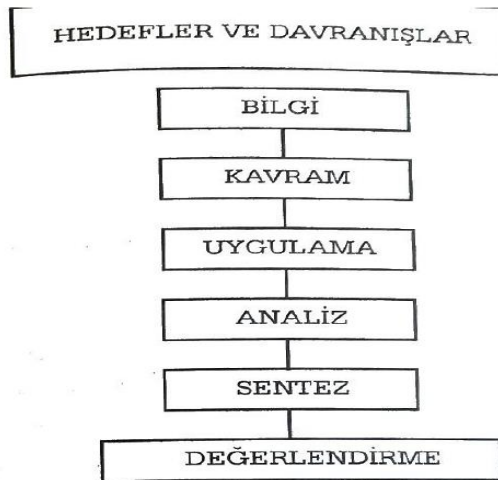 HEDEFLER VE DAVRANIŞLAR
BİLGİ
KAVRAM
UYGULAMA
ANALİZ
SENTEZ
DEĞERLENDİRME